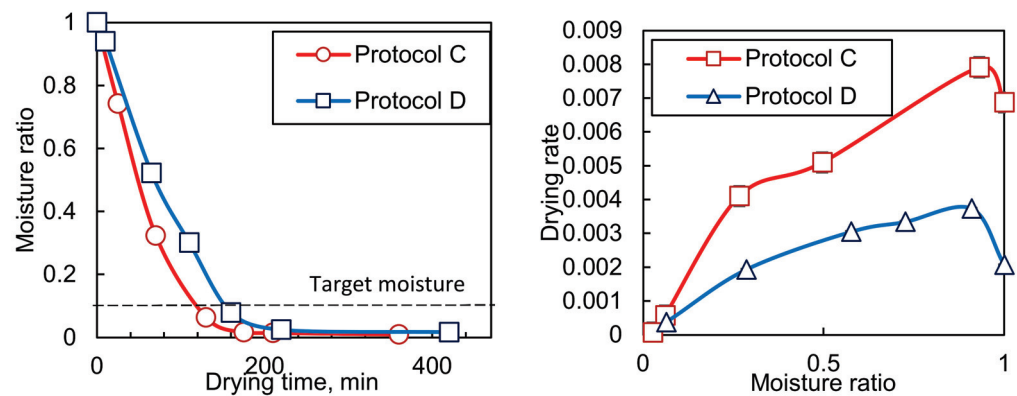 Moisture ratio
1
0.8
0.6
0.4
0.2
0
Protocol C
Protocol D
Target moisture
0
200
400
Drying time, min
Drying rate
0.009
0.008
0.007
0.006
0.005
0.004
0.003
0.002
0.001
0
Protocol C
Protocol D
0
0.5
1
Moisture ratio